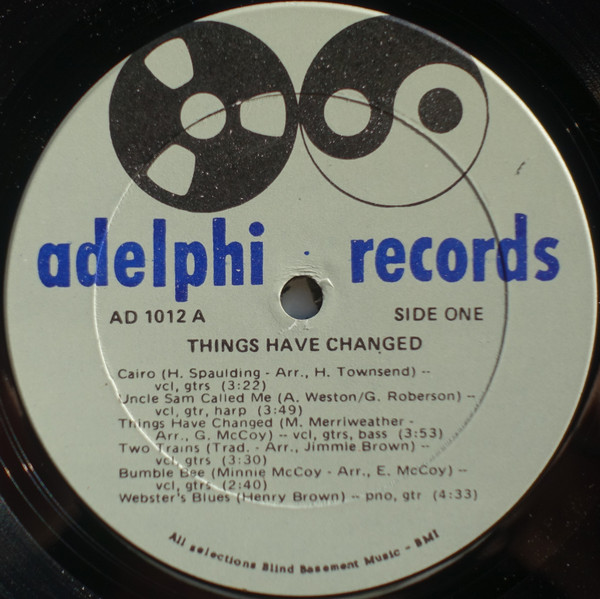 adelphi records
AD 1012 A SIDE ONE
THINGS HAVE CHANGED
Cairo (H. Spaulding - Arr., H. Townsend) --
vcl, gtrs (3:22)
Uncle Sam Called Me (A. Weston/G. Roberson) --
vcl, gtr, harp (3:49)
Things Have Changed (M. Merriweather -
Arr., G. McCoy) -- vcl, gtrs, bass (3:53)
Two Trains (Trad. - Arr., Jimmie Brown) --
vcl, gtrs (3:30)
Bumble Bee (Minnie McCoy - Arr., E. McCoy) --
vcl, gtrs (2:40)
Webster's Blues (Henry Brown) -- pno, gtr (4:33)
All selections Blind Basement Music - BMI